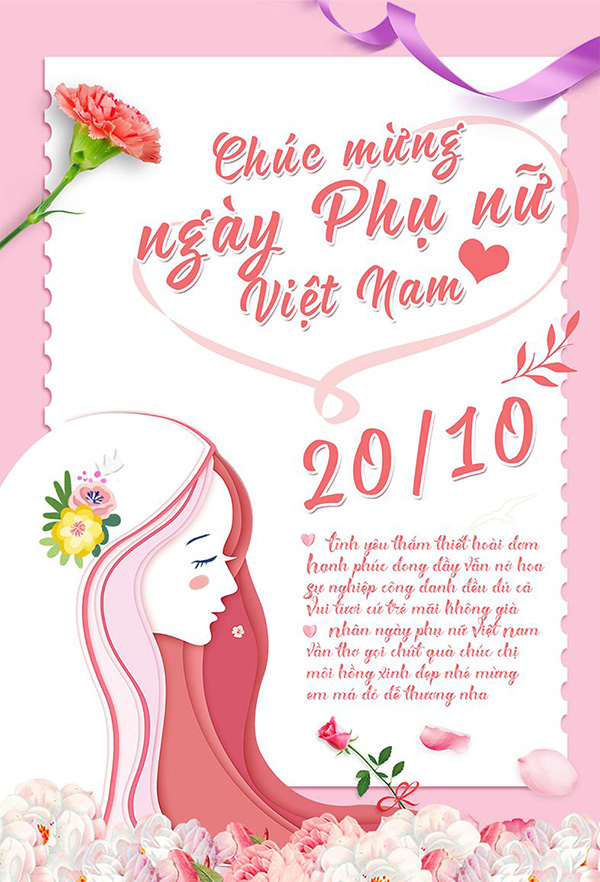 Chúc mừng
ngày Phụ nữ
Việt Nam
20/10
tình yêu thắm thiết hoài đơm
hạnh phúc dong đầy vẫn nở hoa
sự nghiệp công danh đều đủ cả
vui tươi cứ trẻ mãi không già
nhân ngày phụ nữ việt nam
vần thơ gọi chút quà chúc chị
môi hồng xinh đẹp nhé mừng
em má đỏ dễ thương nha